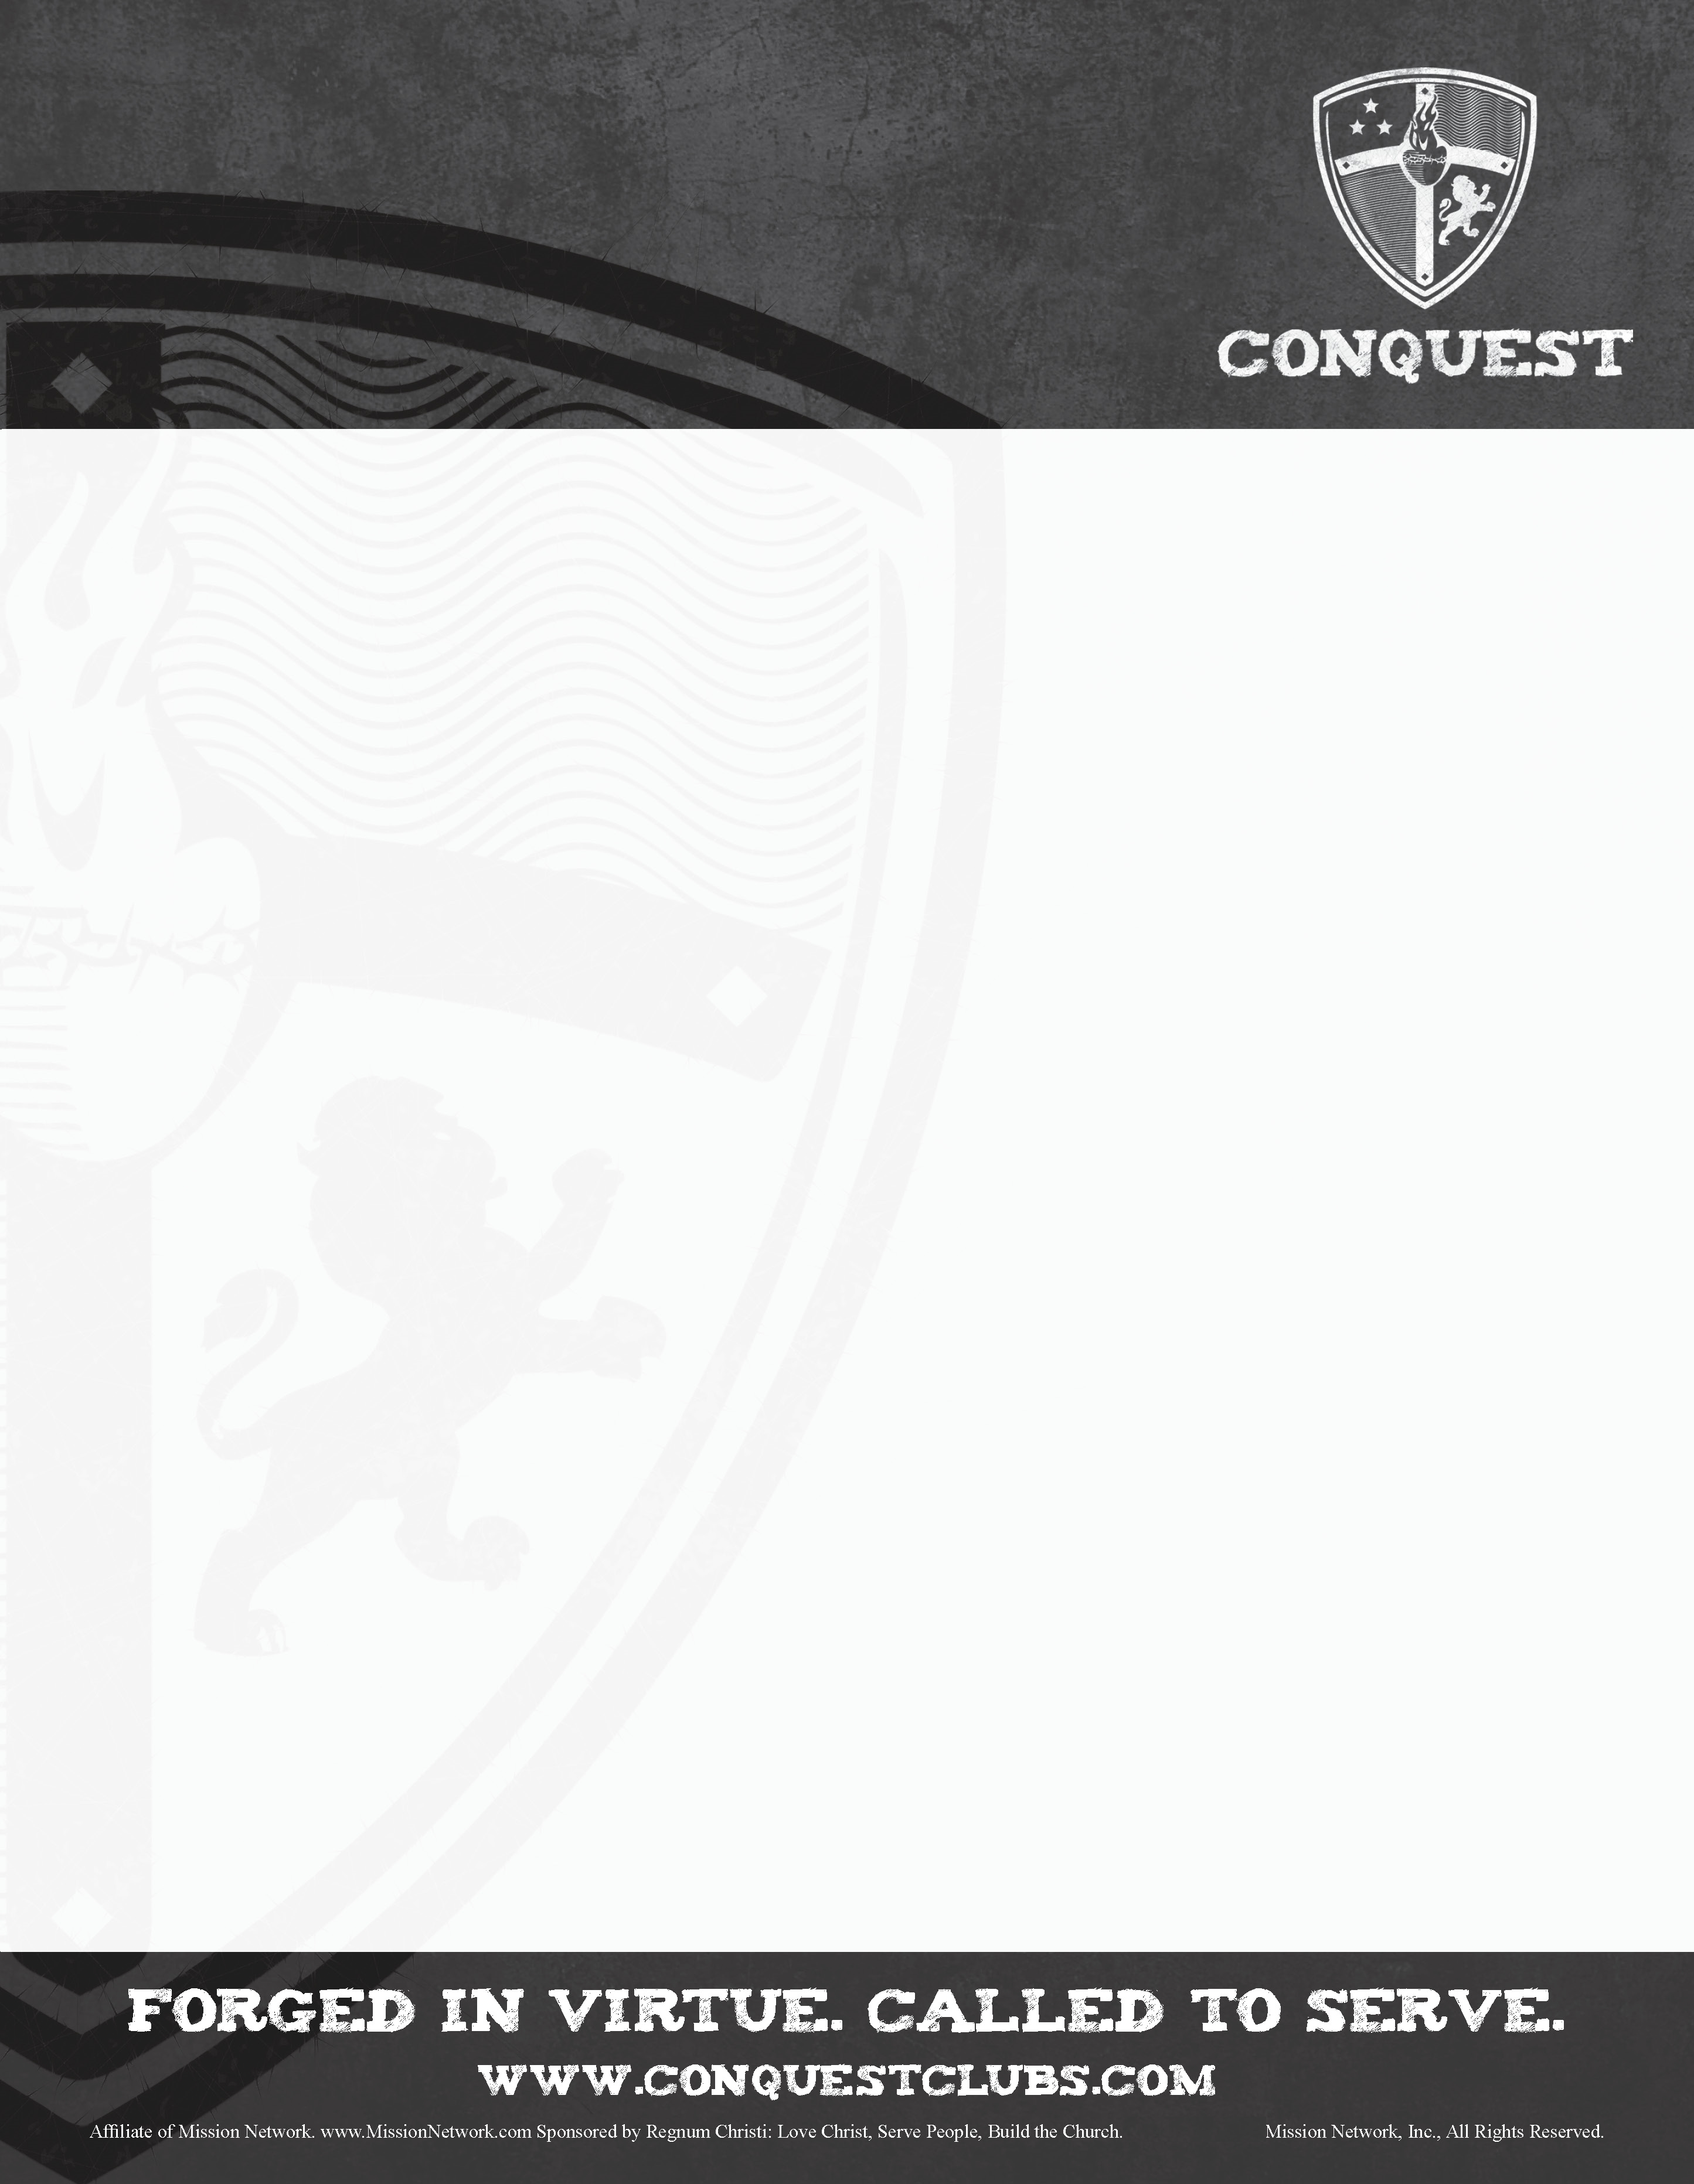 CONQUEST
FORGED IN VIRTUE. CALLED TO SERVE.
WWW.CONQUESTCLUBS.COM
Affiliate of Mission Network. www.MissionNetwork.com Sponsored by Regnum Christi: Love Christ, Serve People, Build the Church. Mission Network, Inc., All Rights Reserved.